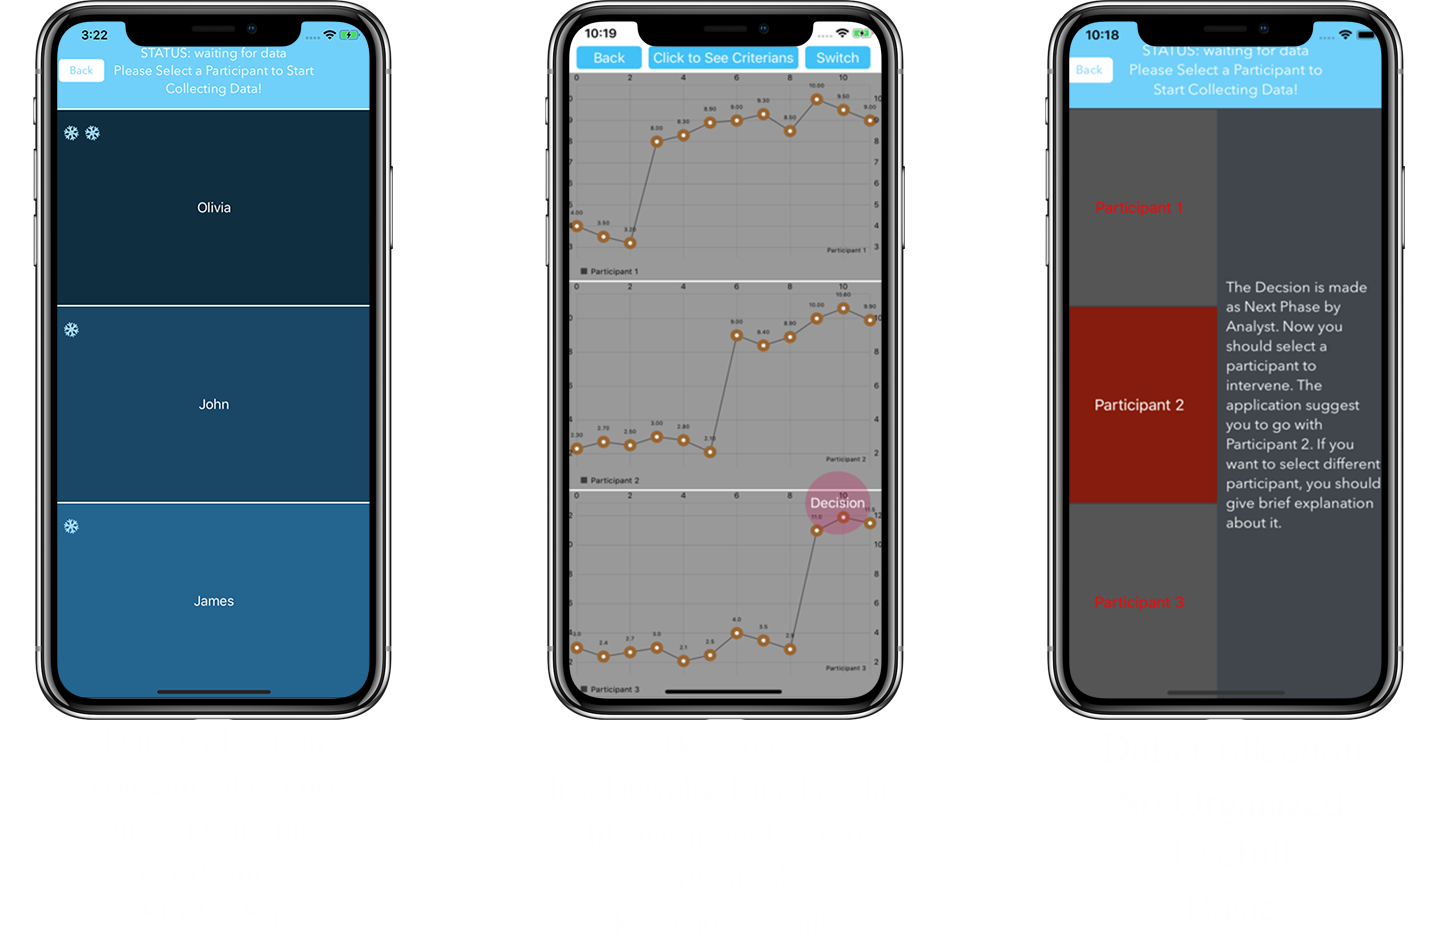 3:22
STATUS: waiting for data
Back
Please Select a Participant to Start
Collecting Data!
Olivia
John
James
10:19
Back
Click to See Criterians
Switch
0 2 4 6 8 10
10.00
9.30
9.50
8.90
9.00
9.00
8.00
8.30
8.50
4.00
3.50
3.20
Participant 1
Participant 1
0 2 4 6 8 10
10.00
10.60
9.90
9.00
8.40
8.90
2.30
2.70
2.50
3.00
2.80
Participant 2
Participant 2
0 2 4 6 8 10
Decision
3.0
2.4
2.7
3.0
2.1
2.5
4.0
3.5
Participant 3
Participant 3
10:18
STATUS: waiting for data
Back
Please Select a Participant to
Start Collecting Data!
Participant 1
Participant 2
Participant 3
The Decsion is made
as Next Phase by
Analyst. Now you
should select a
participant to
intervene. The
application suggest
you to go with
Participant 2. If you
want to select different
participant, you should
give brief explanation
about it.